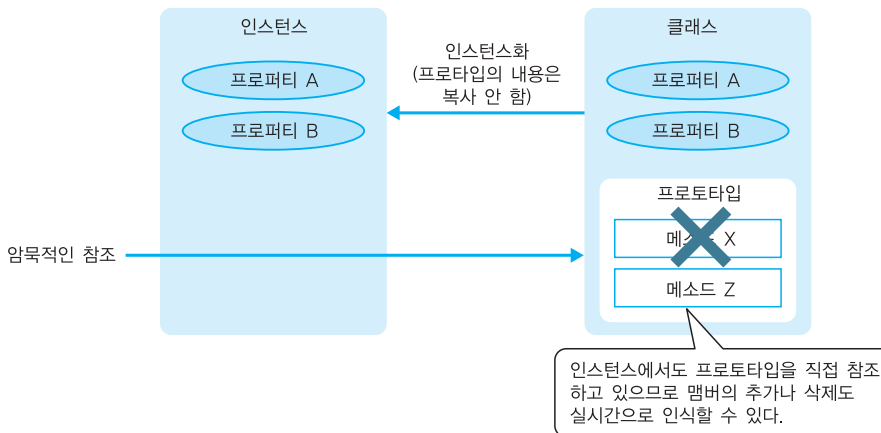 인스턴스
프로퍼티 A
프로퍼티 B
인스턴스화
(프로타입의 내용은
복사 안 함)
클래스
프로퍼티 A
프로퍼티 B
프로토타입
메소드 X
메소드 Z
암묵적인 참조
인스턴스에서도 프로토타입을 직접 참조
하고 있으므로 맴버의 추가나 삭제도
실시간으로 인식할 수 있다.